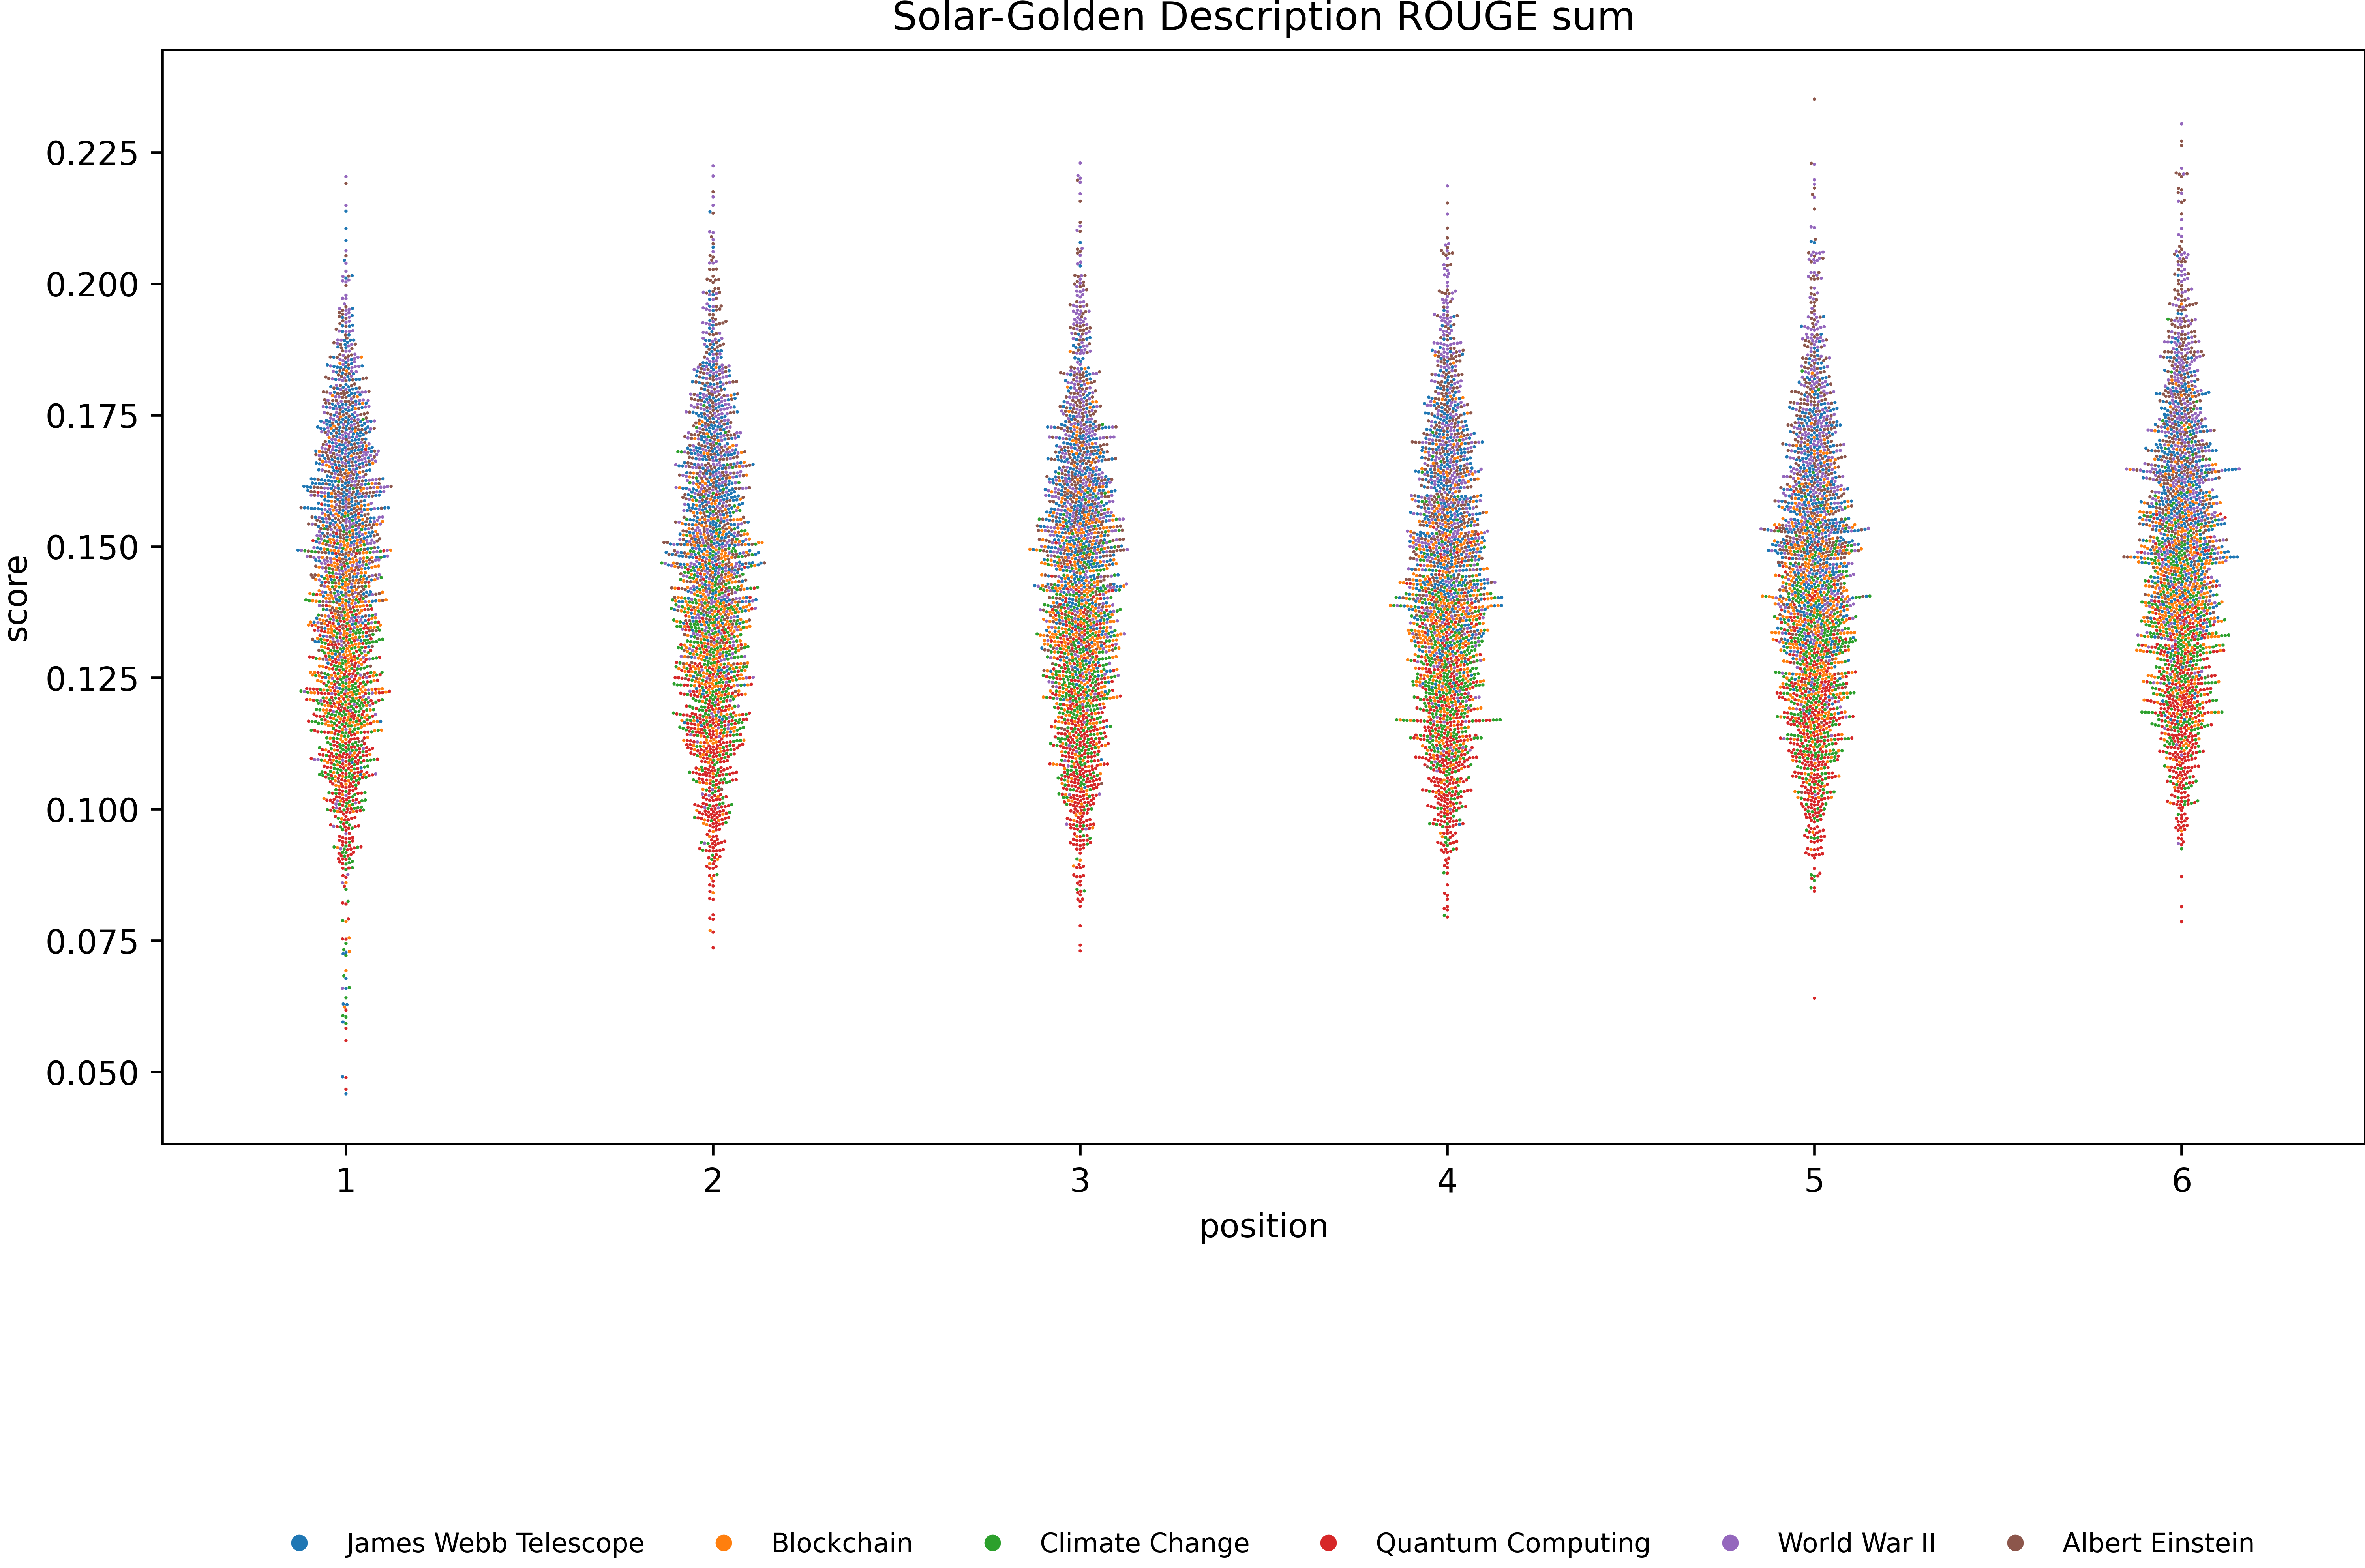 Solar-Golden Description ROUGE sum
score
0.225
0.200
0.175
0.150
0.125
0.100
0.075
0.050
1 2 3 4 5 6
position
James Webb Telescope Blockchain Climate Change Quantum Computing World War II Albert Einstein